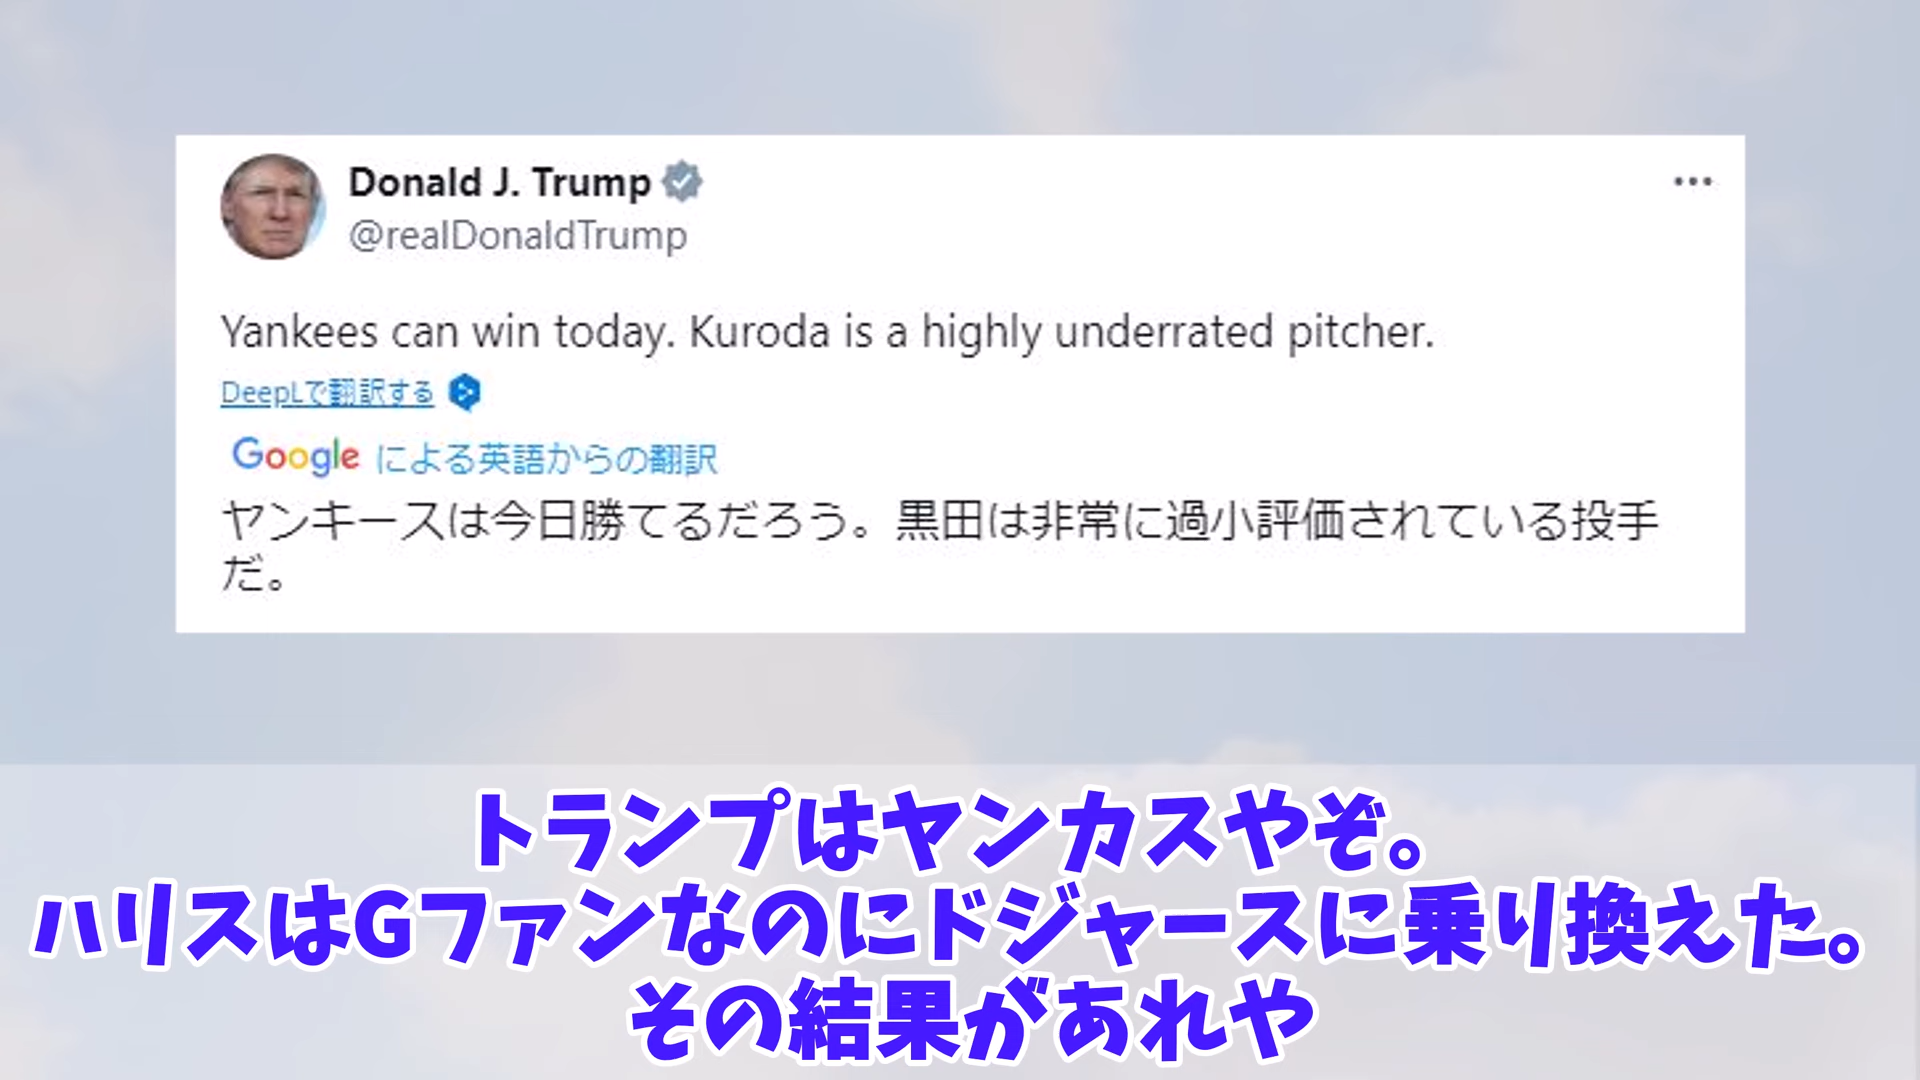 Donald J. Trump
@realDonaldTrump
Yankees can win today. Kuroda is a highly underrated pitcher.
DeepLで翻訳する
Google による英語からの翻訳
ヤンキースは今日勝てるだろう。黒田は非常に過小評価されている投手
だ。
トランプはヤンカスやぞ。
ハリスはGファンなのにドジャースに乗り換えた。
その結果があれや